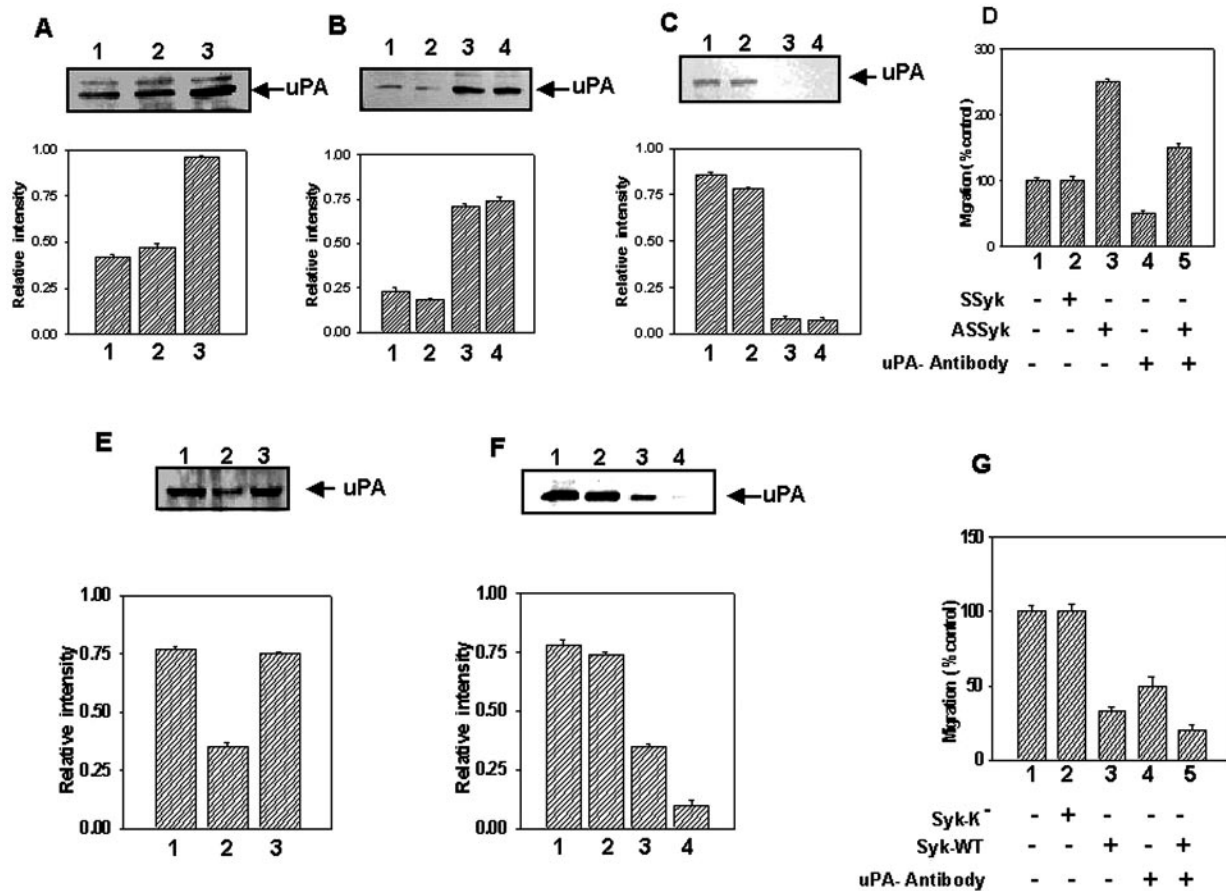 A
1 2 3
uPA
Relative intensity
1.00
0.75
0.50
0.25
0.00
1 2 3
B
1 2 3 4
uPA
Relative intensity
1.00
0.75
0.50
0.25
0.00
1 2 3 4
C
1 2 3 4
uPA
Relative intensity
1.00
0.75
0.50
0.25
0.00
1 2 3 4
D
Migration ( % control)
300
200
100
0
1 2 3 4 5
SSyk - + - - -
ASSyk - - + - +
uPA- Antibody - - - + +
E
1 2 3
uPA
Relative intensity
1.00
0.75
0.50
0.25
0.00
1 2 3
F
1 2 3 4
uPA
Relative intensity
1.00
0.75
0.50
0.25
0.00
1 2 3 4
G
Migration ( % control)
150
100
50
0
1 2 3 4 5
Syk-K⁻ - + - - -
Syk-WT - - + - +
uPA- Antibody - - - + +